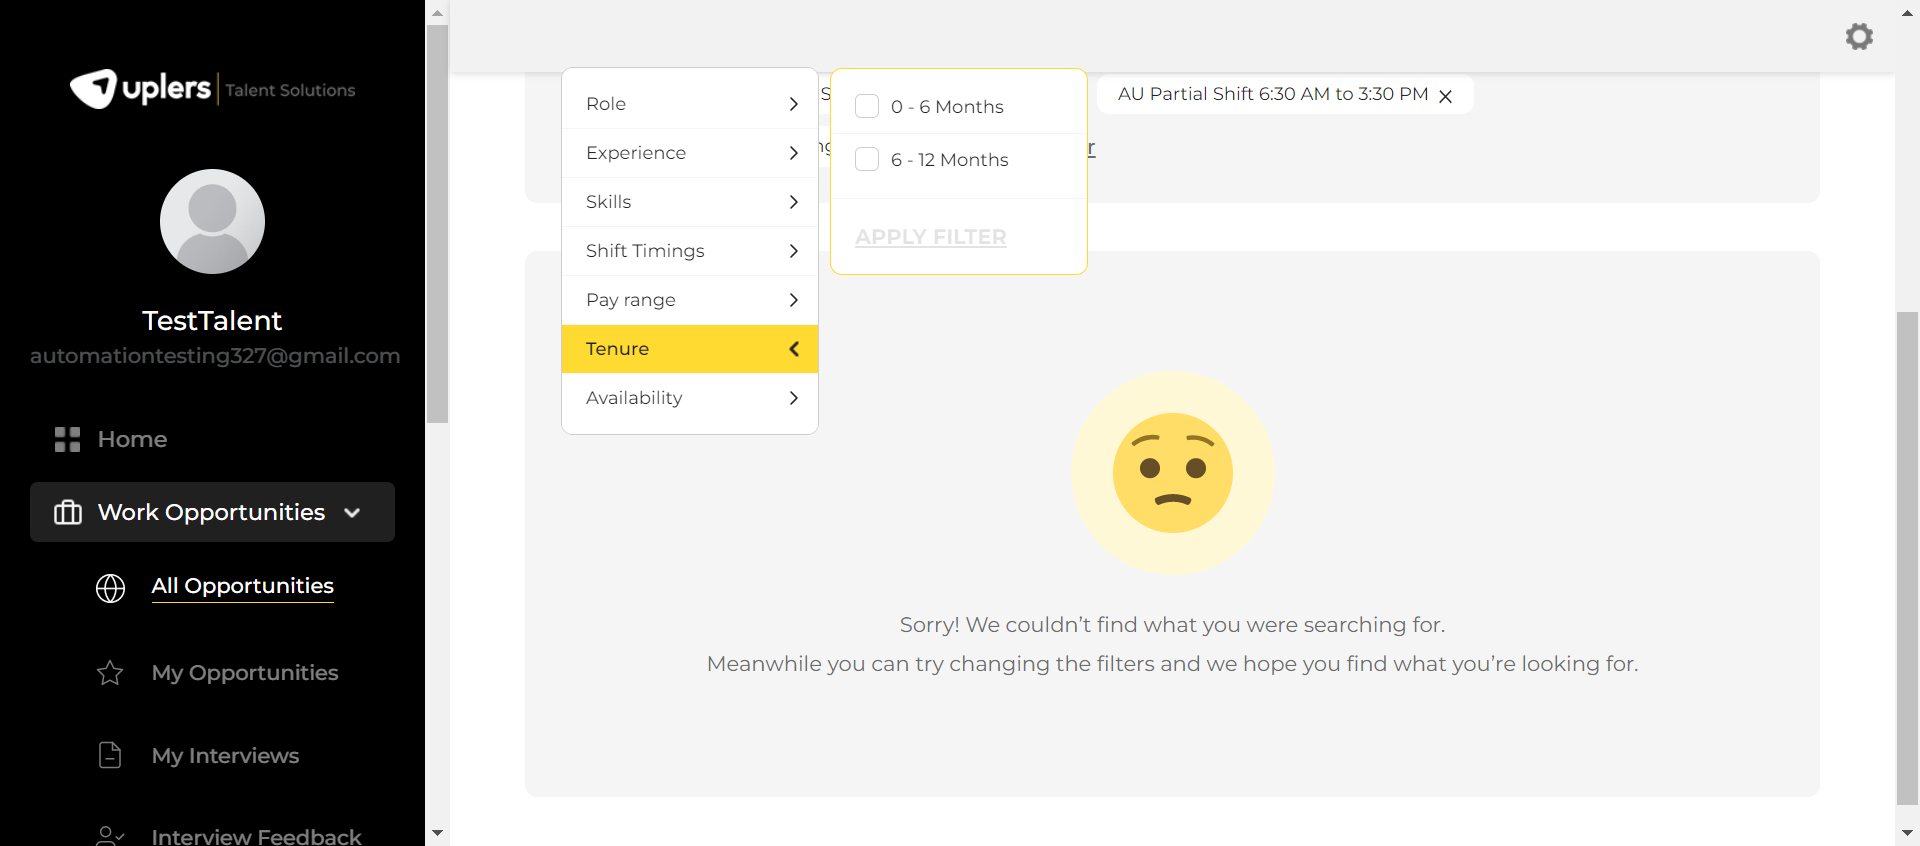 uplers
Talent Solutions
TestTalent
automationtesting327@gmail.com
Home
Work Opportunities
All Opportunities
My Opportunities
My Interviews
Interview Feedback
Role
Experience
Skills
Shift Timings
Pay range
Tenure
Availability
0 - 6 Months
6 - 12 Months
APPLY FILTER
AU Partial Shift 6:30 AM to 3:30 PM
Sorry! We couldn’t find what you were searching for.
Meanwhile you can try changing the filters and we hope you find what you’re looking for.